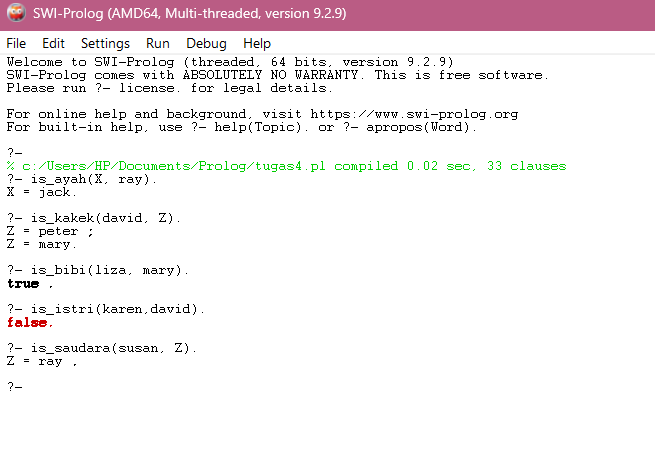 SWI-Prolog (AMD64, Multi-threaded, version 9.2.9)
File Edit Settings Run Debug Help
Welcome to SWI-Prolog (threaded, 64 bits, version 9.2.9)
SWI-Prolog comes with ABSOLUTELY NO WARRANTY. This is free software.
Please run ?- license. for legal details.
For online help and background, visit https://www.swi-prolog.org
For built-in help, use ?- help(Topic). or ?- apropos(Word).
?-
% c:/Users/HP/Documents/Prolog/tugas4.pl compiled 0.02 sec, 33 clauses
?- is_ayah(X, ray).
X = jack.
?- is_kakek(david, Z).
Z = peter ;
Z = mary.
?- is_bibi(liza, mary).
true .
?- is_istri(karen,david).
false.
?- is_saudara(susan, Z).
Z = ray .
?-